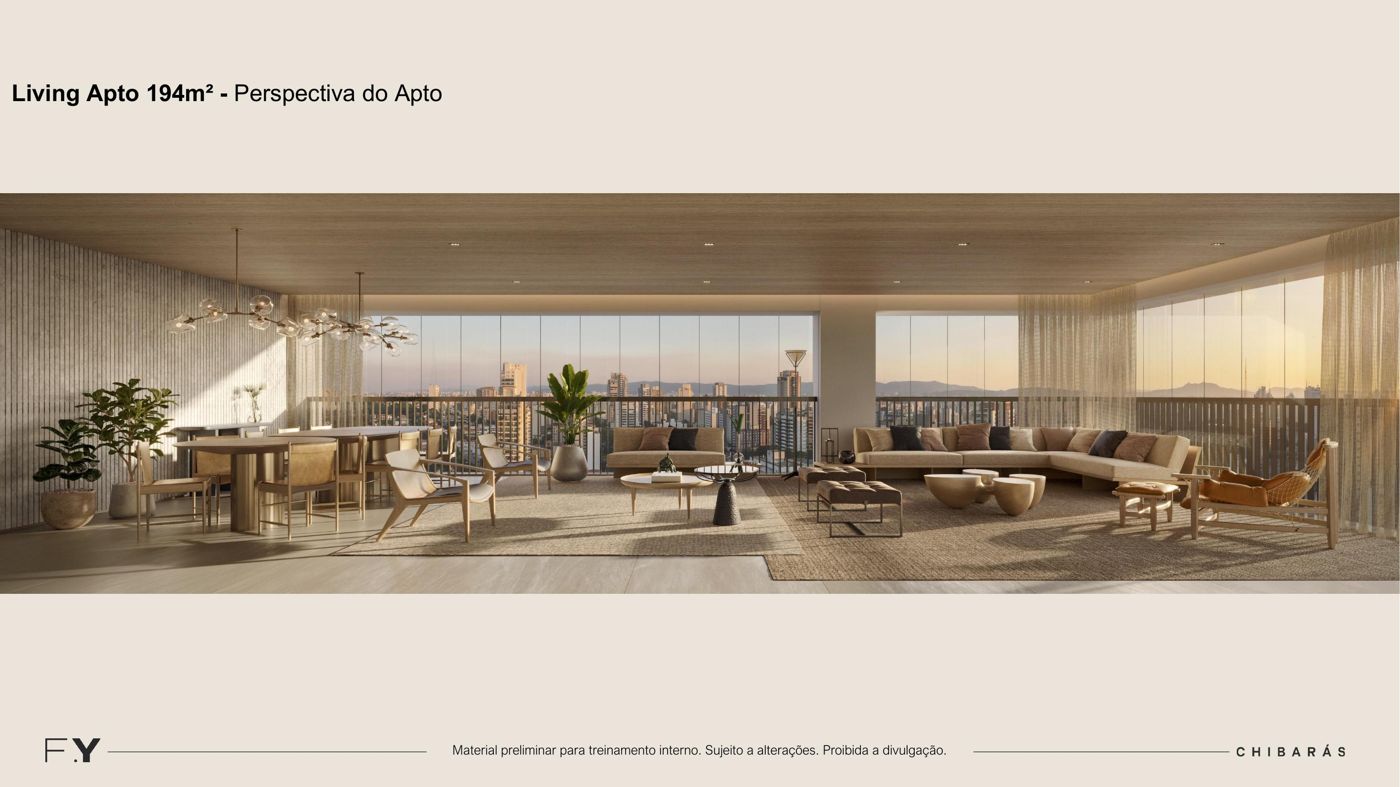 Living Apto 194m² - Perspectiva do Apto
F.Y
Material preliminar para treinamento interno. Sujeito a alterações. Proibida a divulgação.
CHIBARÁS